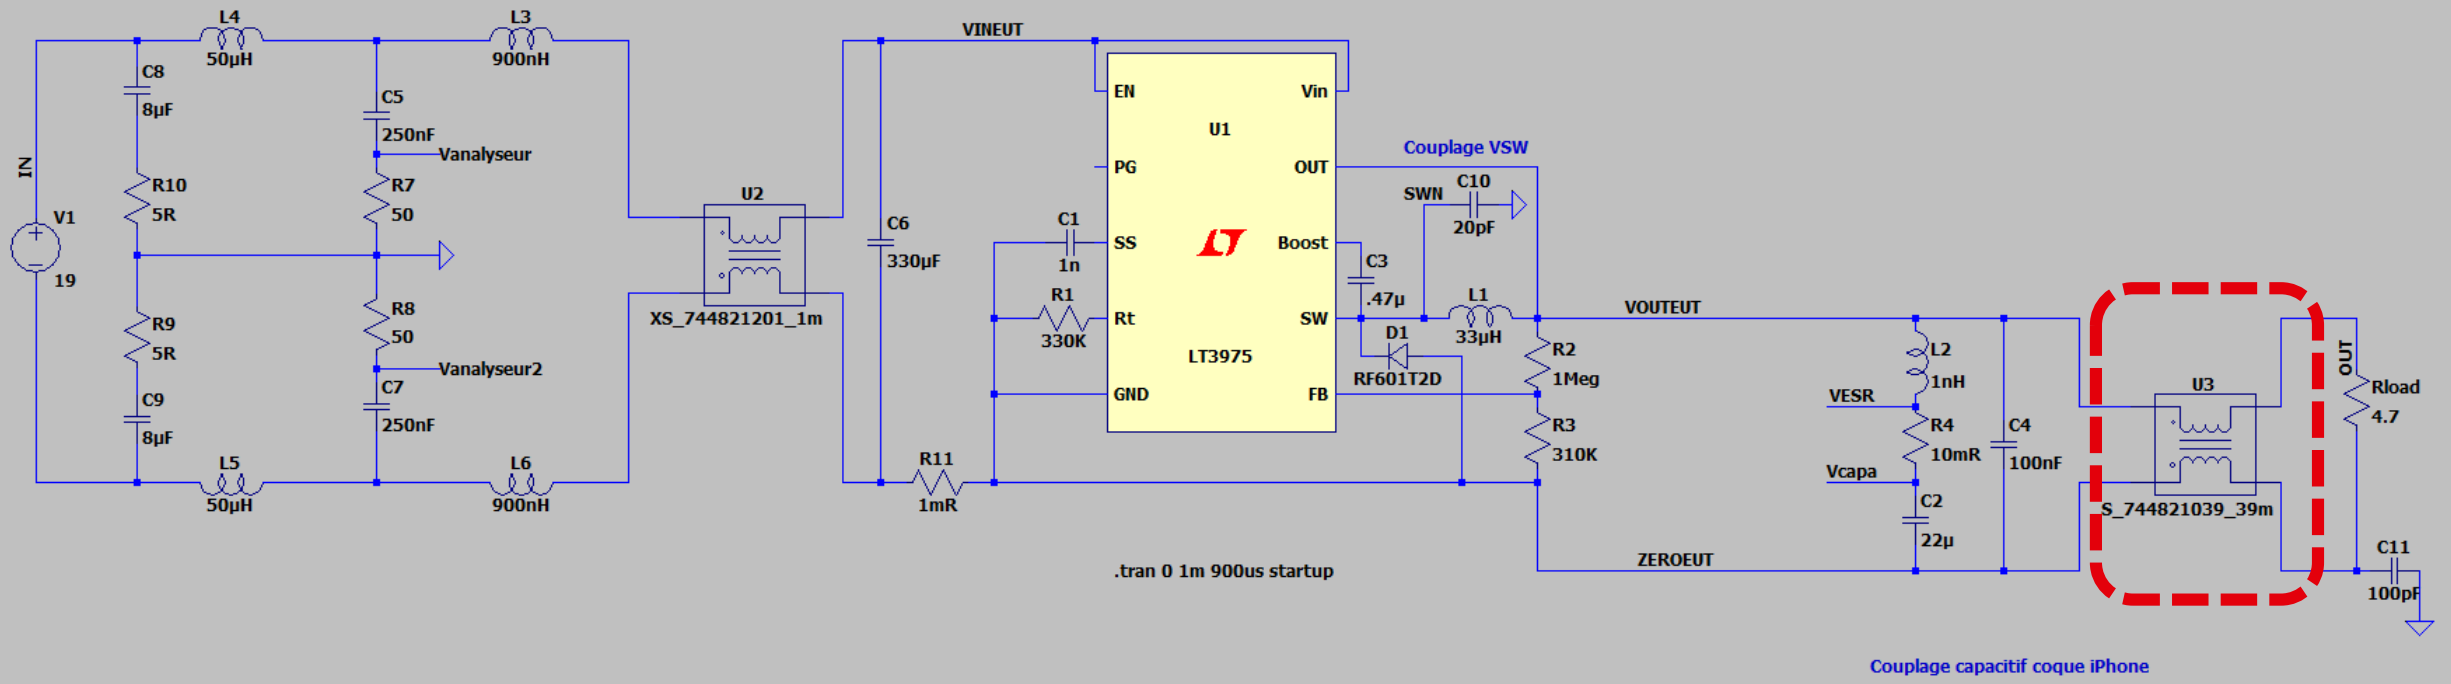 L4
50µH
L3
900nH
C8
8µF
C5
250nF
Vanalyseur
IN
R10
5R
R7
50
V1
19
R9
5R
R8
50
Vanalyseur2
C9
8µF
C7
250nF
L5
50µH
L6
900nH
U2
XS_744821201_1m
VINEUT
C6
330µF
R11
1mR
C1
1n
R1
330K
EN
Vin
U1
PG
OUT
SS
Boost
Rt
SW
LT3975
GND
FB
Couplage VSW
SWN
C10
20pF
C3
.47µ
L1
33µH
D1
RF601T2D
R2
1Meg
R3
310K
VOUTEUT
L2
1nH
VESR
R4
10mR
Vcapa
C2
22µ
C4
100nF
ZEROEUT
U3
S_744821039_39m
OUT
Rload
4.7
C11
100pF
.tran 0 1m 900us startup
Couplage capacitif coque iPhone